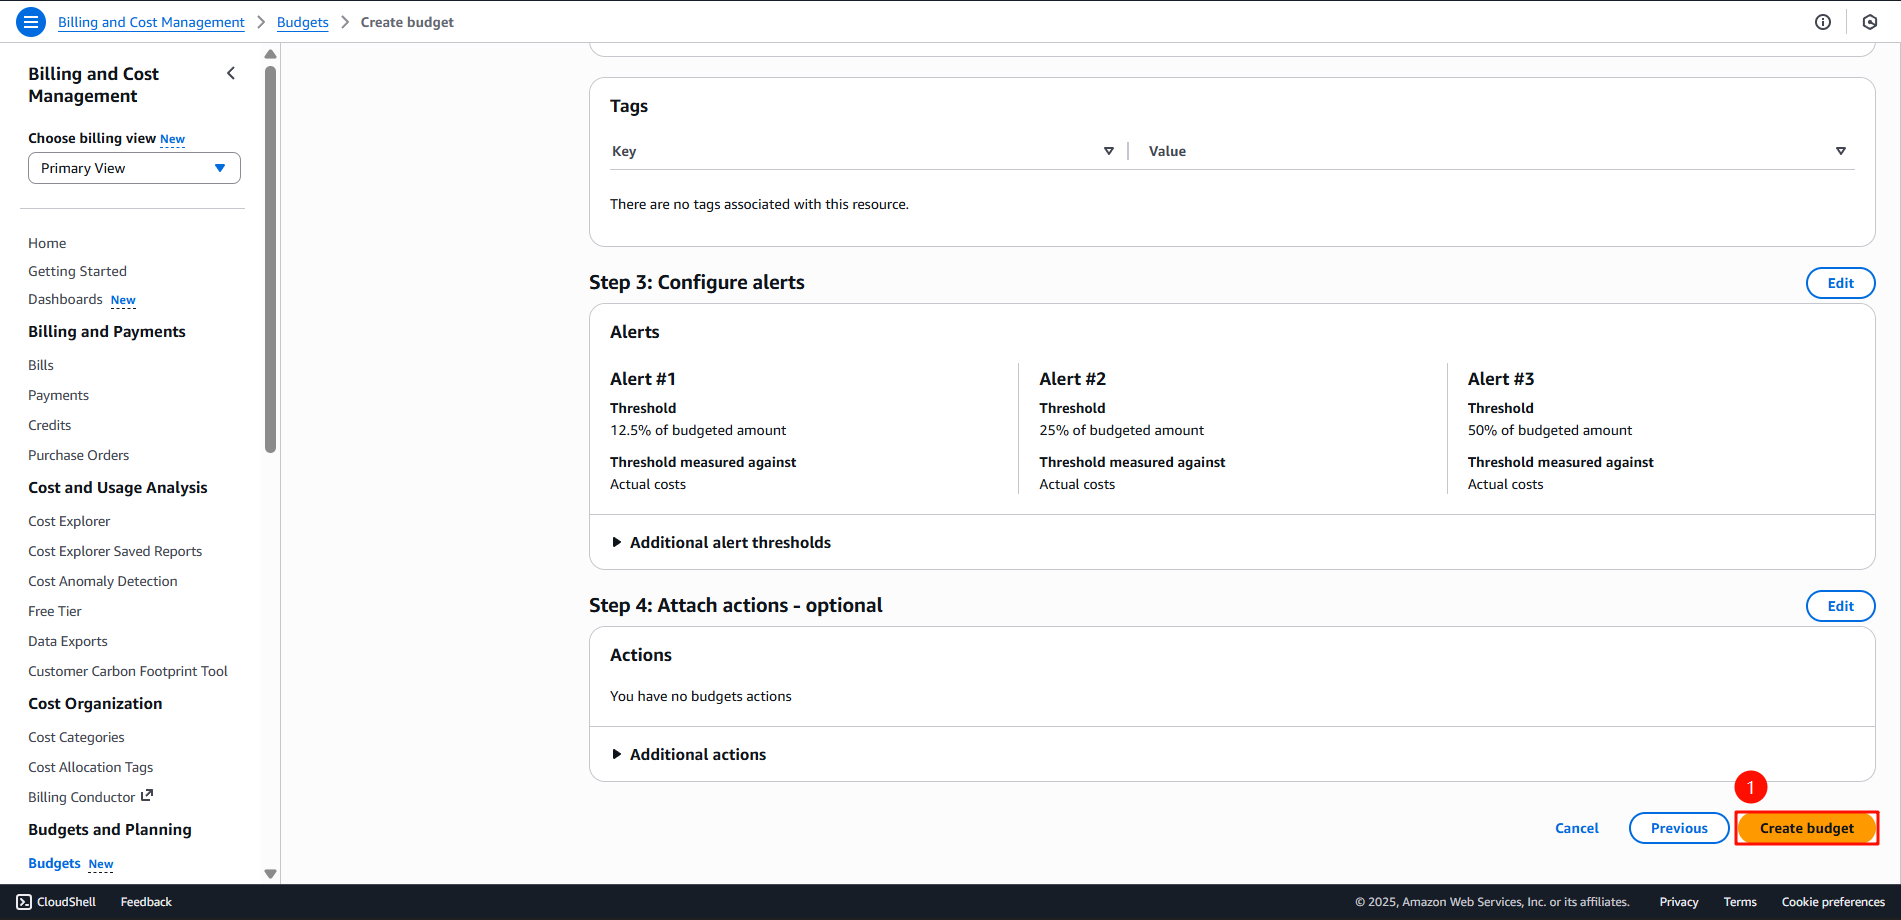 Billing and Cost Management > Budgets > Create budget
Billing and Cost
Management
Choose billing view New
Primary View
Home
Getting Started
Dashboards New
Billing and Payments
Bills
Payments
Credits
Purchase Orders
Cost and Usage Analysis
Cost Explorer
Cost Explorer Saved Reports
Cost Anomaly Detection
Free Tier
Data Exports
Customer Carbon Footprint Tool
Cost Organization
Cost Categories
Cost Allocation Tags
Billing Conductor
Budgets and Planning
Budgets New
Tags
Key Value
There are no tags associated with this resource.
Step 3: Configure alerts Edit
Alerts
Alert #1
Threshold
12.5% of budgeted amount
Threshold measured against
Actual costs
Alert #2
Threshold
25% of budgeted amount
Threshold measured against
Actual costs
Alert #3
Threshold
50% of budgeted amount
Threshold measured against
Actual costs
Additional alert thresholds
Step 4: Attach actions - optional Edit
Actions
You have no budgets actions
Additional actions
1
Cancel Previous Create budget
CloudShell Feedback © 2025, Amazon Web Services, Inc. or its affiliates. Privacy Terms Cookie preferences